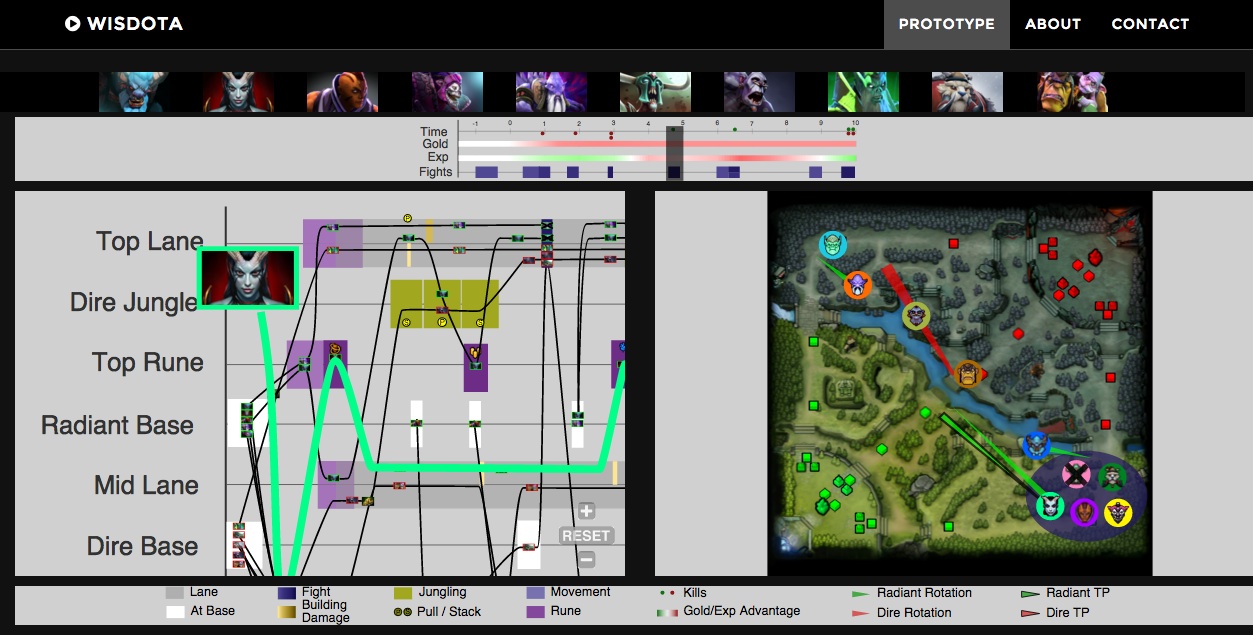 WISDOTA
PROTOTYPE ABOUT CONTACT
-1 0 1 2 3 4 5 6 7 8 9 10
Time
Gold
Exp
Fights
Top Lane
Dire Jungle
Top Rune
Radiant Base
Mid Lane
Dire Base
P
G P G
+
RESET
−
Lane Fight Jungling Movement Kills Radiant Rotation Radiant TP
At Base Building Damage Pull / Stack Rune Gold/Exp Advantage Dire Rotation Dire TP